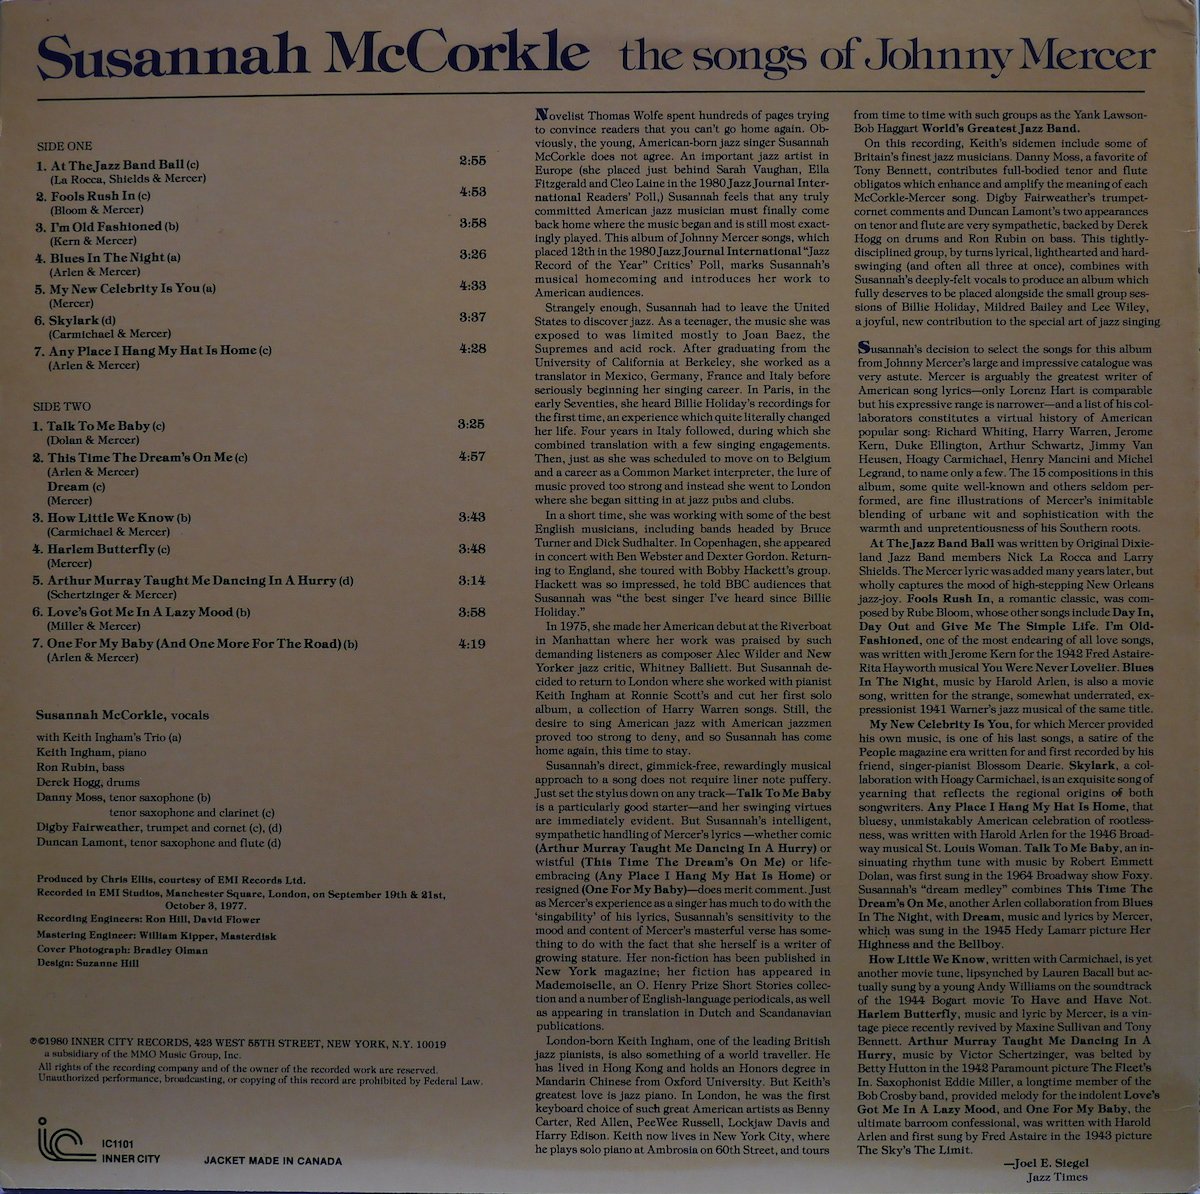 Susannah McCorkle the songs of Johnny Mercer
SIDE ONE
1. At The Jazz Band Ball (c) 2:55
(La Rocca, Shields & Mercer)
2. Fools Rush In (c) 4:53
(Bloom & Mercer)
3. I'm Old Fashioned (b) 3:58
(Kern & Mercer)
4. Blues In The Night (a) 3:26
(Arlen & Mercer)
5. My New Celebrity Is You (a) 4:33
(Mercer)
6. Skylark (d) 3:37
(Carmichael & Mercer)
7. Any Place I Hang My Hat Is Home (c) 4:28
(Arlen & Mercer)
SIDE TWO
1. Talk To Me Baby (c) 3:25
(Dolan & Mercer)
2. This Time The Dream's On Me (c) 4:57
(Arlen & Mercer)
Dream (c)
(Mercer)
3. How Little We Know (b) 3:43
(Carmichael & Mercer)
4. Harlem Butterfly (c) 3:48
(Mercer)
5. Arthur Murray Taught Me Dancing In A Hurry (d) 3:14
(Schertzinger & Mercer)
6. Love's Got Me In A Lazy Mood (b) 3:58
(Miller & Mercer)
7. One For My Baby (And One More For The Road) (b) 4:19
(Arlen & Mercer)
Susannah McCorkle, vocals
with Keith Ingham's Trio (a)
Keith Ingham, piano
Ron Rubin, bass
Derek Hogg, drums
Danny Moss, tenor saxophone (b)
tenor saxophone and clarinet (c)
Digby Fairweather, trumpet and cornet (c), (d)
Duncan Lamont, tenor saxophone and flute (d)
Produced by Chris Ellis, courtesy of EMI Records Ltd.
Recorded in EMI Studios, Manchester Square, London, on September 19th & 21st,
October 3, 1977.
Recording Engineers: Ron Hill, David Flower
Mastering Engineer: William Kipper, Masterdisk
Cover Photograph: Bradley Olman
Design: Suzanne Hill
℗©1980 INNER CITY RECORDS, 423 WEST 55TH STREET, NEW YORK, N.Y. 10019
a subsidiary of the MMO Music Group, Inc.
All rights of the recording company and of the owner of the recorded work are reserved.
Unauthorized performance, broadcasting, or copying of this record are prohibited by Federal Law.
ic
IC1101
INNER CITY
JACKET MADE IN CANADA
Novelist Thomas Wolfe spent hundreds of pages trying
to convince readers that you can't go home again. Ob-
viously, the young, American-born jazz singer Susannah
McCorkle does not agree. An important jazz artist in
Europe (she placed just behind Sarah Vaughan, Ella
Fitzgerald and Cleo Laine in the 1980 Jazz Journal Inter-
national Readers' Poll,) Susannah feels that any truly
committed American jazz musician must finally come
back home where the music began and is still most exact-
ingly played. This album of Johnny Mercer songs, which
placed 12th in the 1980 Jazz Journal International "Jazz
Record of the Year" Critics' Poll, marks Susannah's
musical homecoming and introduces her work to
American audiences.
Strangely enough, Susannah had to leave the United
States to discover jazz. As a teenager, the music she was
exposed to was limited mostly to Joan Baez, the
Supremes and acid rock. After graduating from the
University of California at Berkeley, she worked as a
translator in Mexico, Germany, France and Italy before
seriously beginning her singing career. In Paris, in the
early Seventies, she heard Billie Holiday's recordings for
the first time, an experience which quite literally changed
her life. Four years in Italy followed, during which she
combined translation with a few singing engagements.
Then, just as she was scheduled to move on to Belgium
and a career as a Common Market interpreter, the lure of
music proved too strong and instead she went to London
where she began sitting in at jazz pubs and clubs.
In a short time, she was working with some of the best
English musicians, including bands headed by Bruce
Turner and Dick Sudhalter. In Copenhagen, she appeared
in concert with Ben Webster and Dexter Gordon. Return-
ing to England, she toured with Bobby Hackett's group.
Hackett was so impressed, he told BBC audiences that
Susannah was "the best singer I've heard since Billie
Holiday."
In 1975, she made her American debut at the Riverboat
in Manhattan where her work was praised by such
demanding listeners as composer Alec Wilder and New
Yorker jazz critic, Whitney Balliett. But Susannah de-
cided to return to London where she worked with pianist
Keith Ingham at Ronnie Scott's and cut her first solo
album, a collection of Harry Warren songs. Still, the
desire to sing American jazz with American jazzmen
proved too strong to deny, and so Susannah has come
home again, this time to stay.
Susannah's direct, gimmick-free, rewardingly musical
approach to a song does not require liner note puffery.
Just set the stylus down on any track—Talk To Me Baby
is a particularly good starter—and her swinging virtues
are immediately evident. But Susannah's intelligent,
sympathetic handling of Mercer's lyrics —whether comic
(Arthur Murray Taught Me Dancing In A Hurry) or
wistful (This Time The Dream's On Me) or life-
embracing (Any Place I Hang My Hat Is Home) or
resigned (One For My Baby)—does merit comment. Just
as Mercer's experience as a singer has much to do with the
'singability' of his lyrics, Susannah's sensitivity to the
mood and content of Mercer's masterful verse has some-
thing to do with the fact that she herself is a writer of
growing stature. Her non-fiction has been published in
New York magazine; her fiction has appeared in
Mademoiselle, an O. Henry Prize Short Stories collec-
tion and a number of English-language periodicals, as well
as appearing in translation in Dutch and Scandanavian
publications.
London-born Keith Ingham, one of the leading British
jazz pianists, is also something of a world traveller. He
has lived in Hong Kong and holds an Honors degree in
Mandarin Chinese from Oxford University. But Keith's
greatest love is jazz piano. In London, he was the first
keyboard choice of such great American artists as Benny
Carter, Red Allen, PeeWee Russell, Lockjaw Davis and
Harry Edison. Keith now lives in New York City, where
he plays solo piano at Ambrosia on 60th Street, and tours
from time to time with such groups as the Yank Lawson-
Bob Haggart World's Greatest Jazz Band.
On this recording, Keith's sidemen include some of
Britain's finest jazz musicians. Danny Moss, a favorite of
Tony Bennett, contributes full-bodied tenor and flute
obligatos which enhance and amplify the meaning of each
McCorkle-Mercer song. Digby Fairweather's trumpet-
cornet comments and Duncan Lamont's two appearances
on tenor and flute are very sympathetic, backed by Derek
Hogg on drums and Ron Rubin on bass. This tightly-
disciplined group, by turns lyrical, lighthearted and hard-
swinging (and often all three at once), combines with
Susannah's deeply-felt vocals to produce an album which
fully deserves to be placed alongside the small group ses-
sions of Billie Holiday, Mildred Bailey and Lee Wiley,
a joyful, new contribution to the special art of jazz singing
Susannah's decision to select the songs for this album
from Johnny Mercer's large and impressive catalogue was
very astute. Mercer is arguably the greatest writer of
American song lyrics—only Lorenz Hart is comparable
but his expressive range is narrower—and a list of his col-
laborators constitutes a virtual history of American
popular song: Richard Whiting, Harry Warren, Jerome
Kern, Duke Ellington, Arthur Schwartz, Jimmy Van
Heusen, Hoagy Carmichael, Henry Mancini and Michel
Legrand, to name only a few. The 15 compositions in this
album, some quite well-known and others seldom per-
formed, are fine illustrations of Mercer's inimitable
blending of urbane wit and sophistication with the
warmth and unpretentiousness of his Southern roots.
At The Jazz Band Ball was written by Original Dixie-
land Jazz Band members Nick La Rocca and Larry
Shields. The Mercer lyric was added many years later, but
wholly captures the mood of high-stepping New Orleans
jazz-joy. Fools Rush In, a romantic classic, was com-
posed by Rube Bloom, whose other songs include Day In,
Day Out and Give Me The Simple Life. I'm Old-
Fashioned, one of the most endearing of all love songs,
was written with Jerome Kern for the 1942 Fred Astaire-
Rita Hayworth musical You Were Never Lovelier. Blues
In The Night, music by Harold Arlen, is also a movie
song, written for the strange, somewhat underrated, ex-
pressionist 1941 Warner's jazz musical of the same title.
My New Celebrity Is You, for which Mercer provided
his own music, is one of his last songs, a satire of the
People magazine era written for and first recorded by his
friend, singer-pianist Blossom Dearie. Skylark, a col-
laboration with Hoagy Carmichael, is an exquisite song of
yearning that reflects the regional origins of both
songwriters. Any Place I Hang My Hat Is Home, that
bluesy, unmistakably American celebration of rootless-
ness, was written with Harold Arlen for the 1946 Broad-
way musical St. Louis Woman. Talk To Me Baby, an in-
sinuating rhythm tune with music by Robert Emmett
Dolan, was first sung in the 1964 Broadway show Foxy.
Susannah's "dream medley" combines This Time The
Dream's On Me, another Arlen collaboration from Blues
In The Night, with Dream, music and lyrics by Mercer,
which was sung in the 1945 Hedy Lamarr picture Her
Highness and the Bellboy.
How Little We Know, written with Carmichael, is yet
another movie tune, lipsynched by Lauren Bacall but ac-
tually sung by a young Andy Williams on the soundtrack
of the 1944 Bogart movie To Have and Have Not.
Harlem Butterfly, music and lyric by Mercer, is a vin-
tage piece recently revived by Maxine Sullivan and Tony
Bennett. Arthur Murray Taught Me Dancing In A
Hurry, music by Victor Schertzinger, was belted by
Betty Hutton in the 1942 Paramount picture The Fleet's
In. Saxophonist Eddie Miller, a longtime member of the
Bob Crosby band, provided melody for the indolent Love's
Got Me In A Lazy Mood, and One For My Baby, the
ultimate barroom confessional, was written with Harold
Arlen and first sung by Fred Astaire in the 1943 picture
The Sky's The Limit.
—Joel E. Siegel
Jazz Times